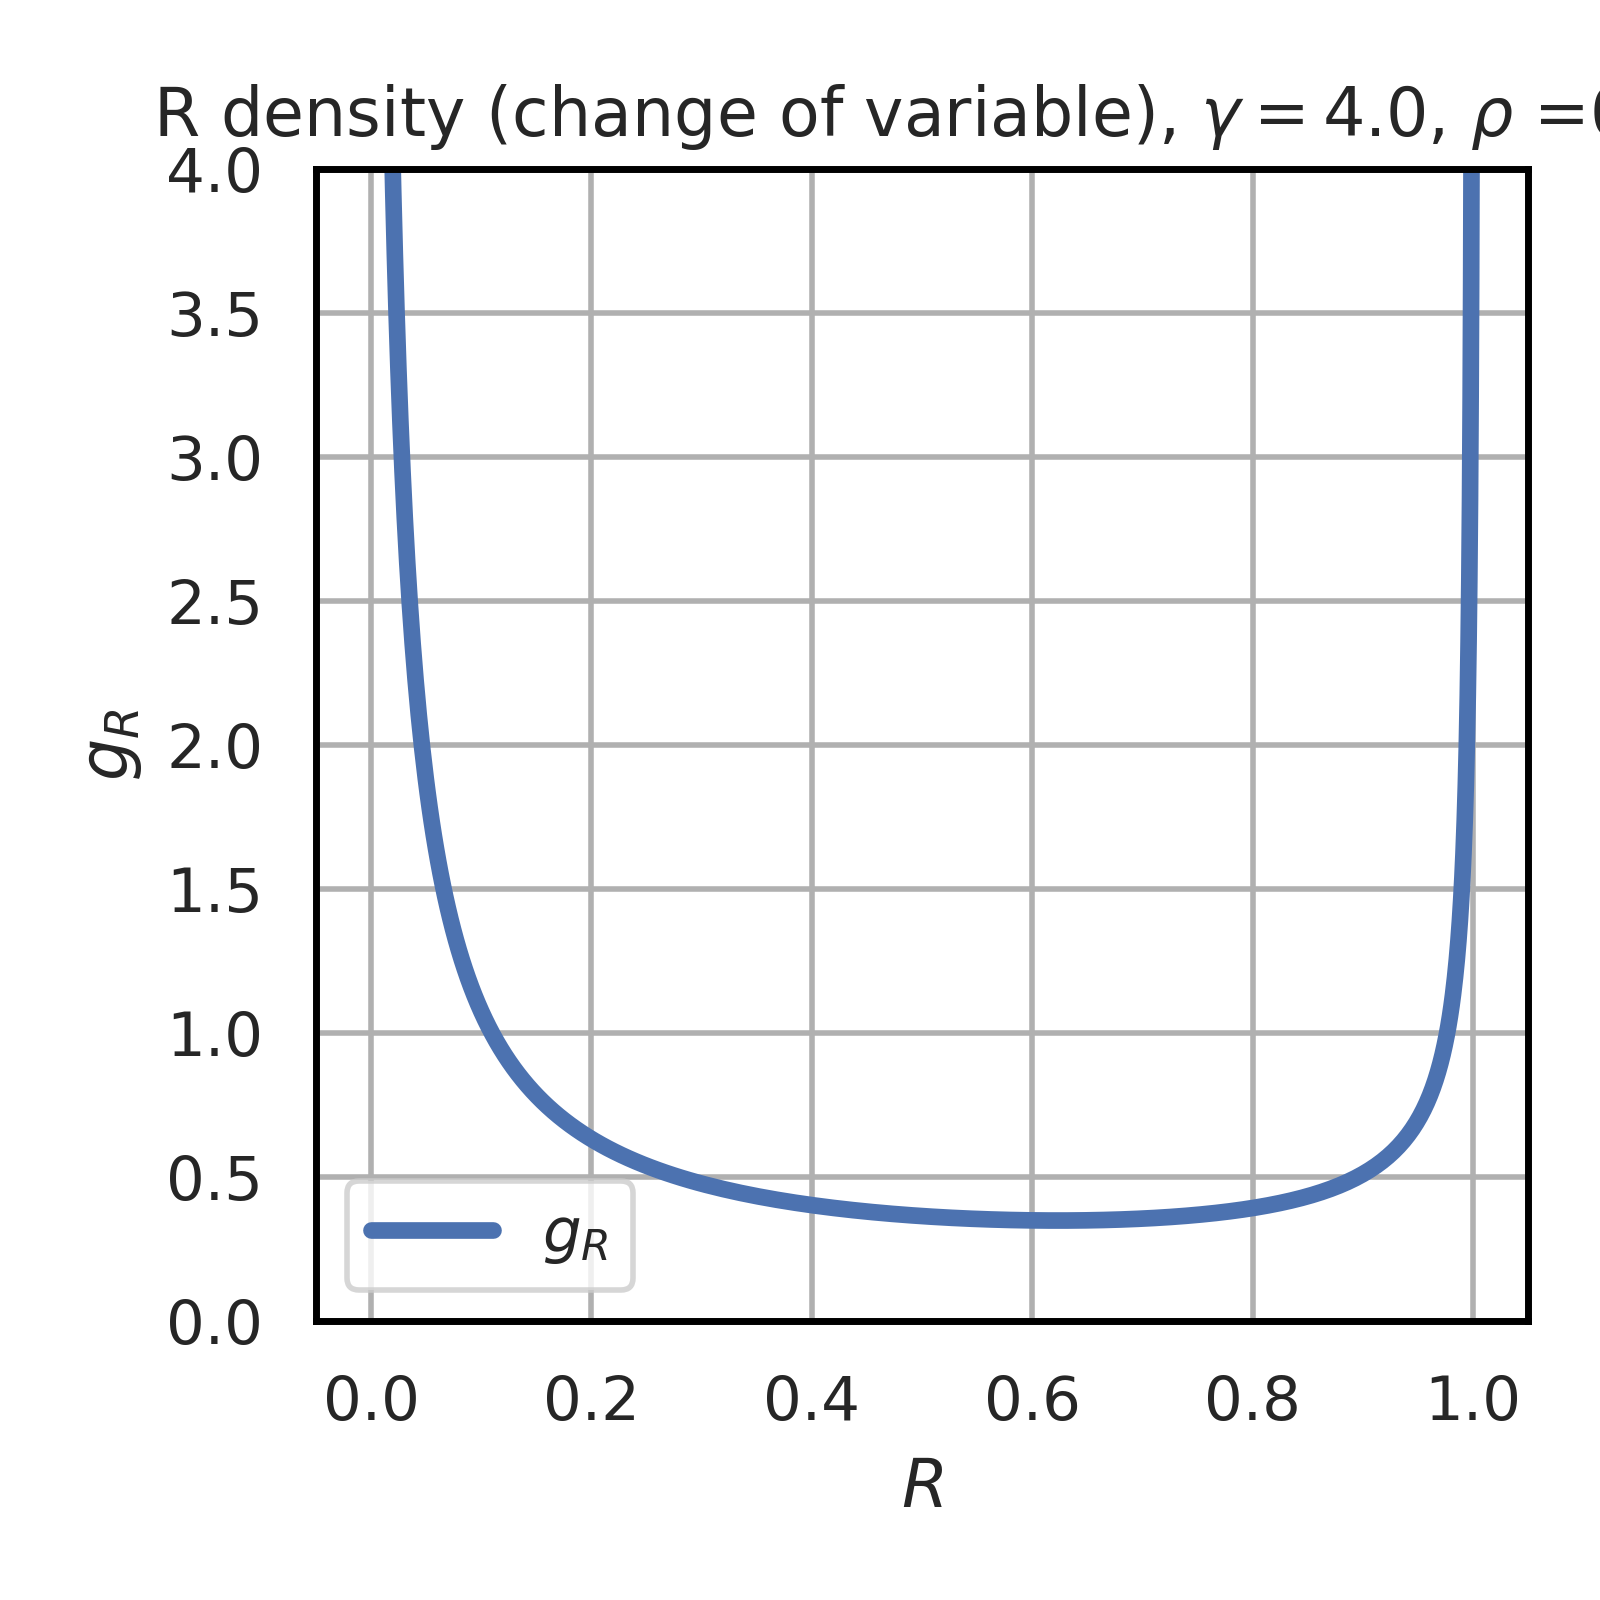 R density (change of variable), γ = 4.0, ρ =
4.0
3.5
3.0
2.5
2.0
1.5
1.0
0.5
0.0
g_R
g_R
0.0 0.2 0.4 0.6 0.8 1.0
R